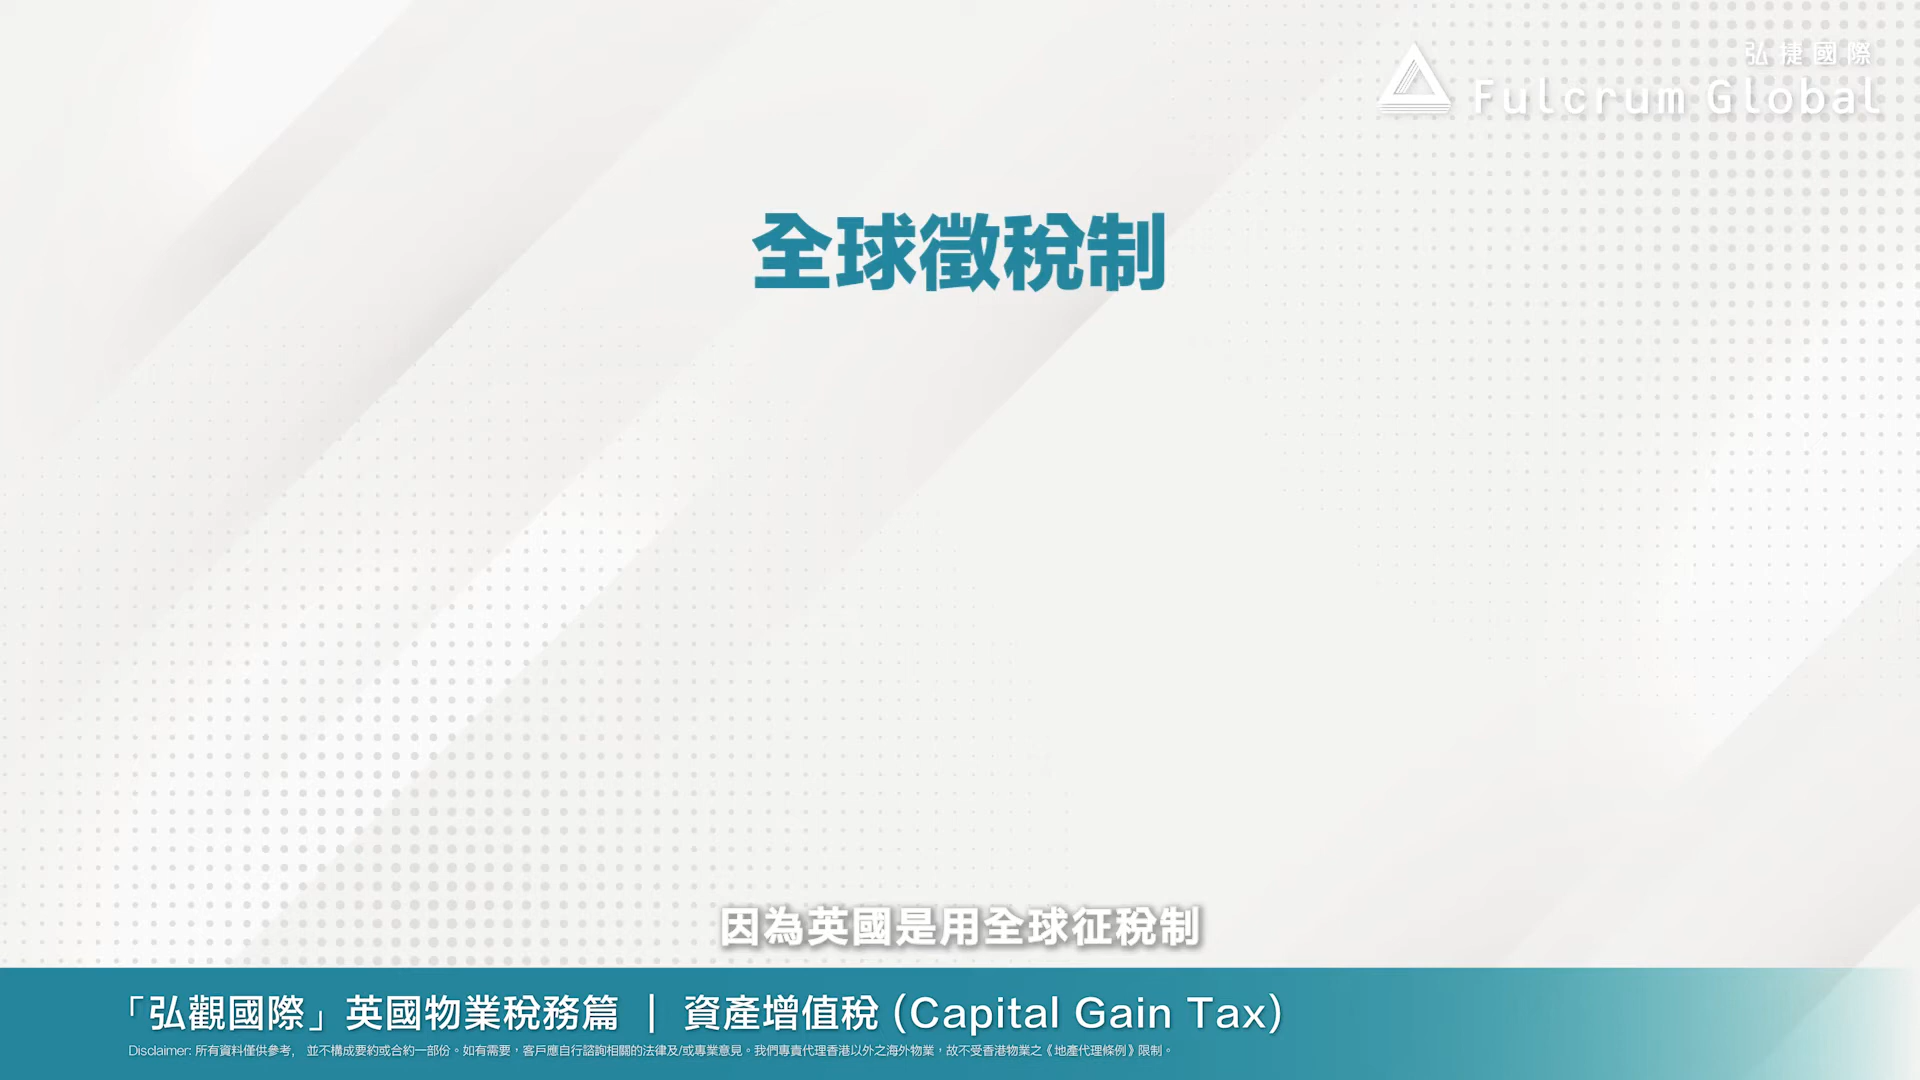 弘捷國際
Fulcrum Global
全球徵稅制
因為英國是用全球征稅制
「弘觀國際」英國物業稅務篇 | 資產增值稅 (Capital Gain Tax)
Disclaimer: 所有資料僅供參考， 並不構成要約或合約一部份。如有需要，客戶應自行諮詢相關的法律及/或專業意見。我們專責代理香港以外之海外物業，故不受香港物業之《地產代理條例》限制。